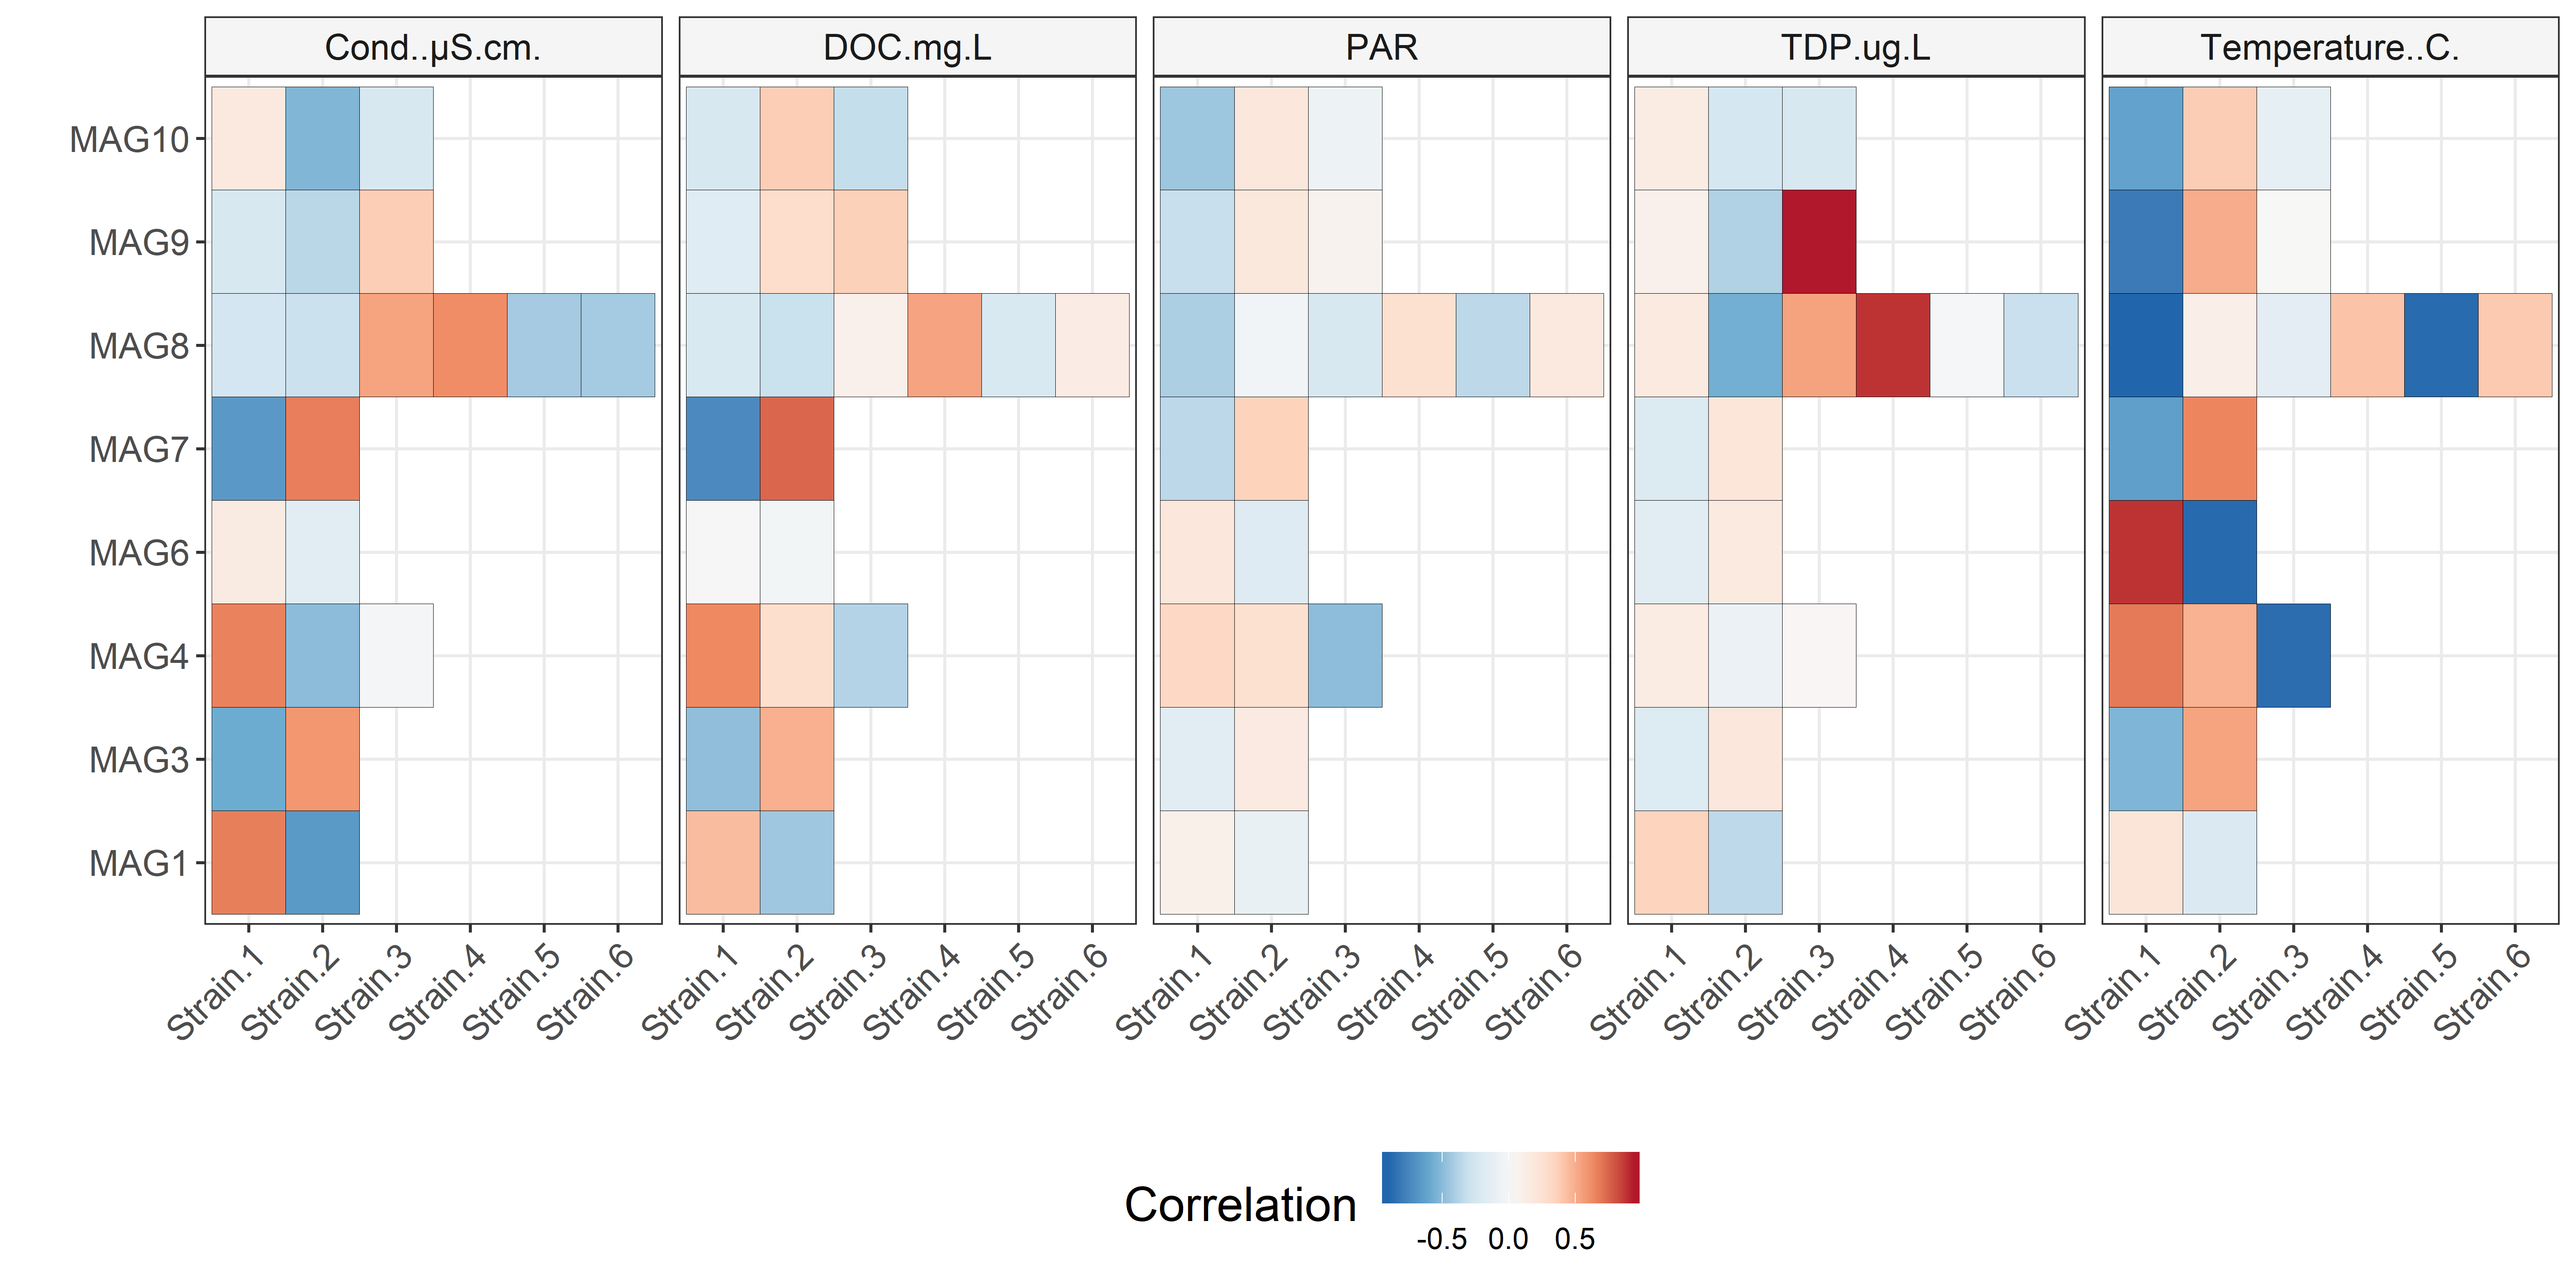 Cond..µS.cm. DOC.mg.L PAR TDP.ug.L Temperature..C.
MAG10
MAG9
MAG8
MAG7
MAG6
MAG4
MAG3
MAG1
Strain.1 Strain.2 Strain.3 Strain.4 Strain.5 Strain.6 Strain.1 Strain.2 Strain.3 Strain.4 Strain.5 Strain.6 Strain.1 Strain.2 Strain.3 Strain.4 Strain.5 Strain.6 Strain.1 Strain.2 Strain.3 Strain.4 Strain.5 Strain.6 Strain.1 Strain.2 Strain.3 Strain.4 Strain.5 Strain.6
Correlation
-0.5 0.0 0.5